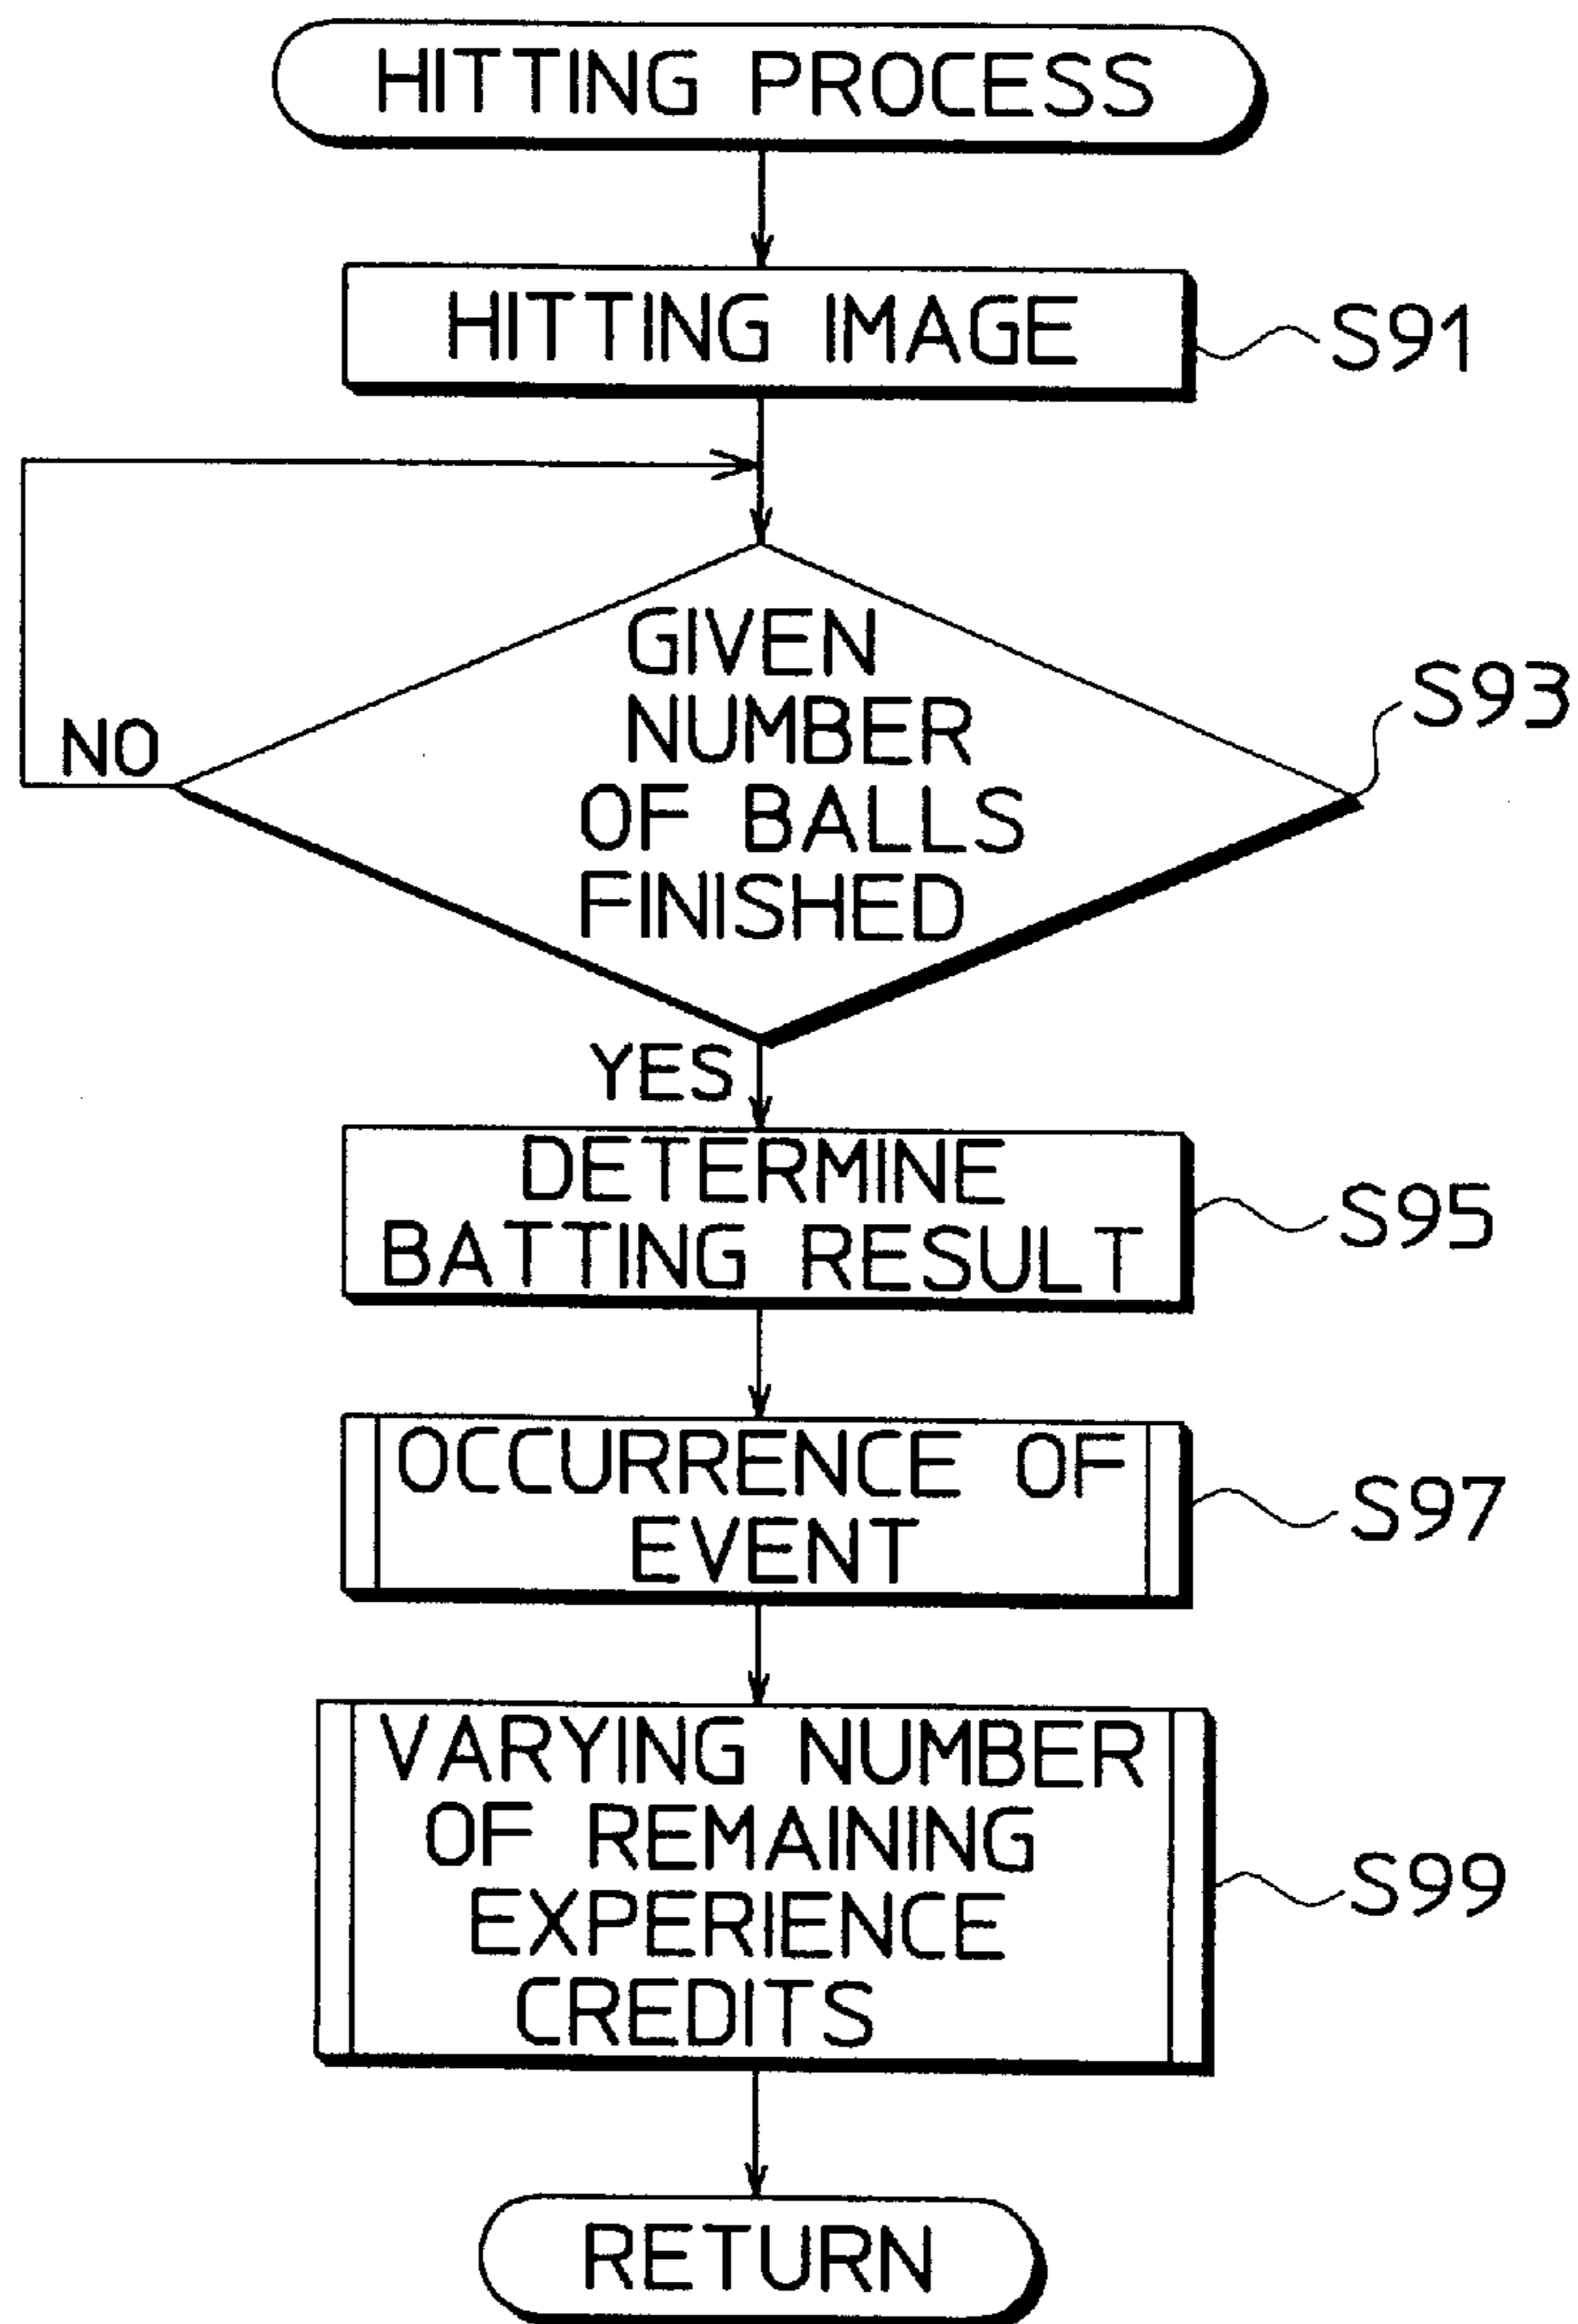 HITTING PROCESS
HITTING IMAGE
S91
GIVEN
NUMBER
OF BALLS
FINISHED
S93
NO
YES
DETERMINE
BATTING RESULT
S95
OCCURRENCE OF
EVENT
S97
VARYING NUMBER
OF REMAINING
EXPERIENCE
CREDITS
S99
RETURN